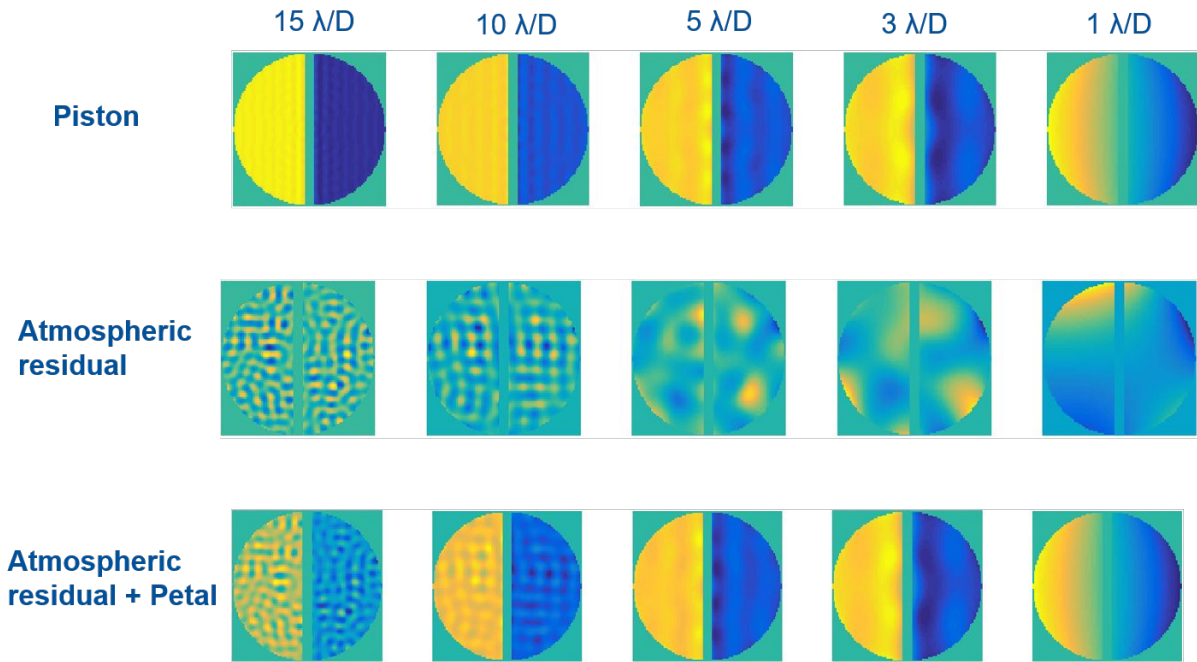 15 λ/D 10 λ/D 5 λ/D 3 λ/D 1 λ/D
Piston
Atmospheric
residual
Atmospheric
residual + Petal